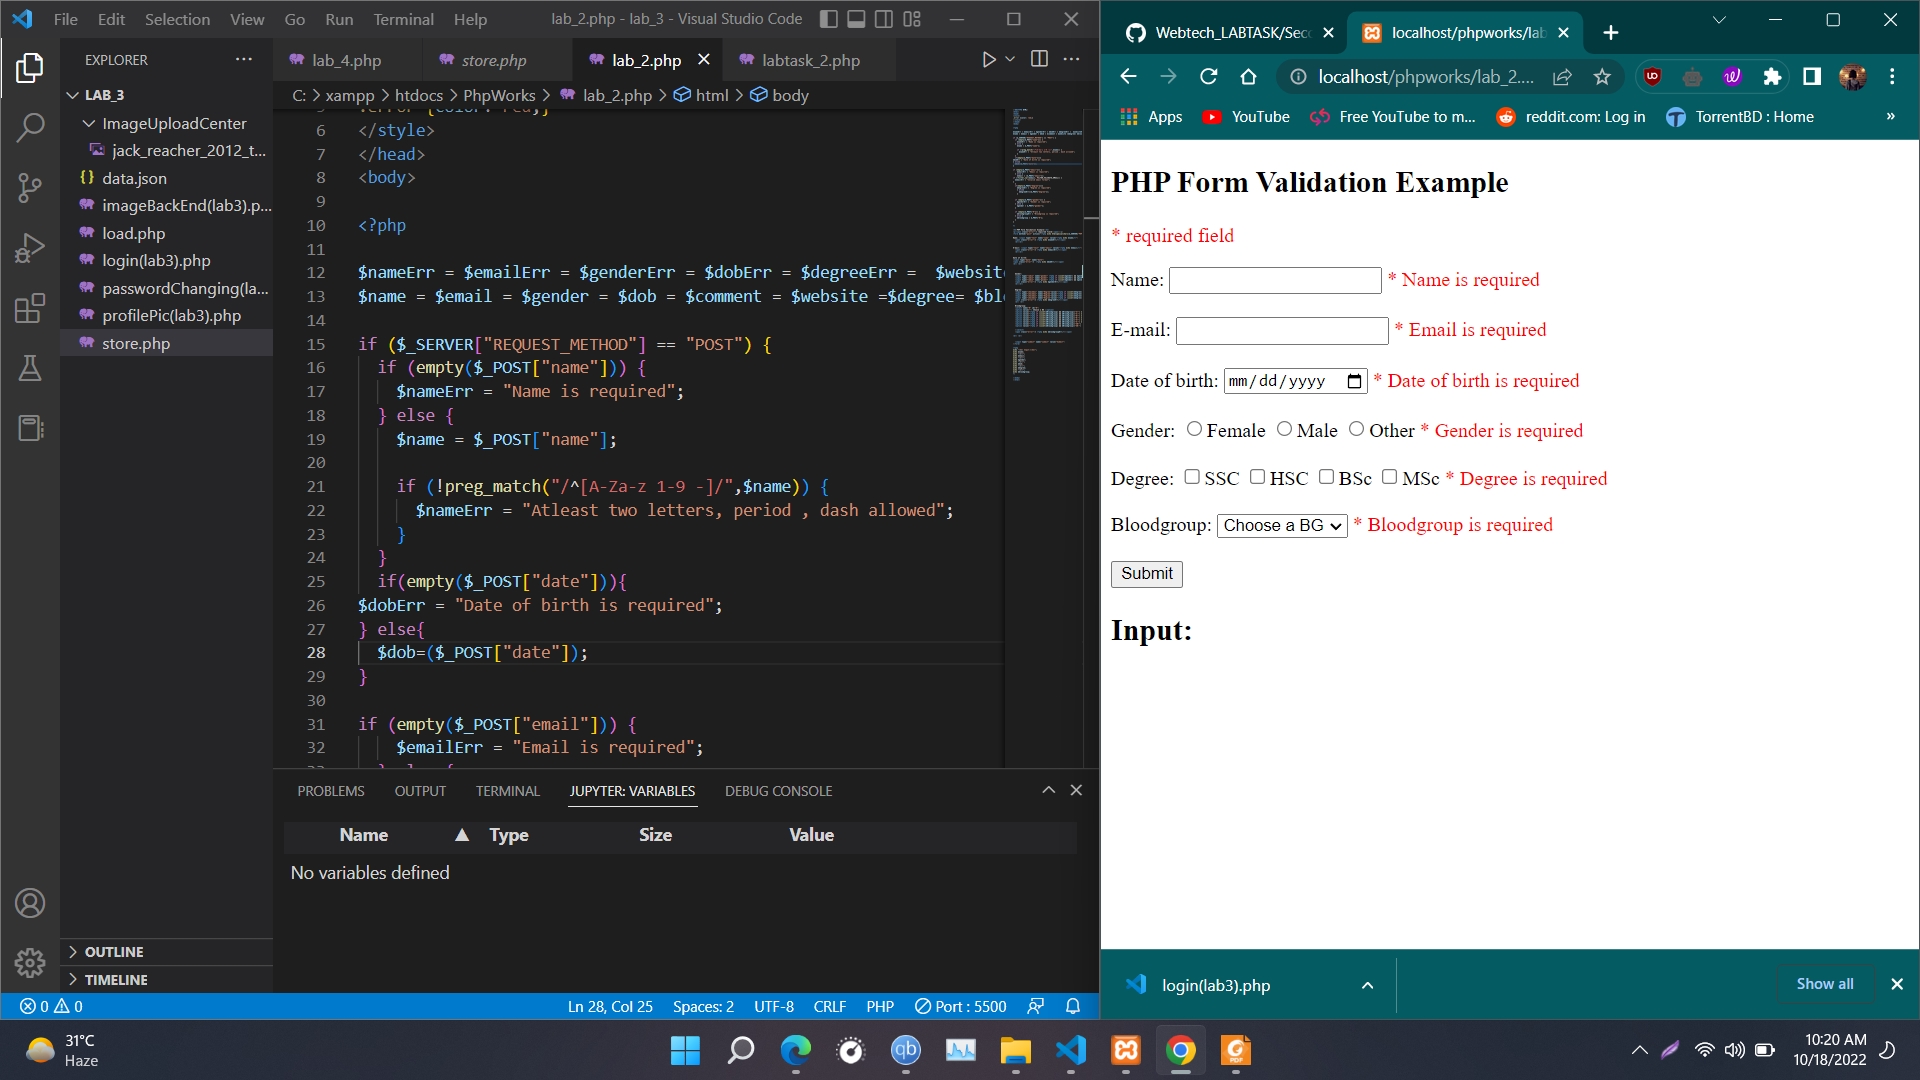 File Edit Selection View Go Run Terminal Help
lab_2.php - lab_3 - Visual Studio Code
EXPLORER
LAB_3
ImageUploadCenter
jack_reacher_2012_t...
data.json
imageBackEnd(lab3).p...
load.php
login(lab3).php
passwordChanging(la...
profilePic(lab3).php
store.php
OUTLINE
TIMELINE
lab_4.php store.php lab_2.php labtask_2.php
C: > xampp > htdocs > PhpWorks > lab_2.php > html > body
6 </style>
7 </head>
8 <body>
9
10 <?php
11
12 $nameErr = $emailErr = $genderErr = $dobErr = $degreeErr = $website
13 $name = $email = $gender = $dob = $comment = $website =$degree= $bl
14
15 if ($_SERVER["REQUEST_METHOD"] == "POST") {
16 if (empty($_POST["name"])) {
17 $nameErr = "Name is required";
18 } else {
19 $name = $_POST["name"];
20
21 if (!preg_match("/^[A-Za-z 1-9 -]/",$name)) {
22 $nameErr = "Atleast two letters, period , dash allowed";
23 }
24 }
25 if(empty($_POST["date"])){
26 $dobErr = "Date of birth is required";
27 } else{
28 $dob=($_POST["date"]);
29 }
30
31 if (empty($_POST["email"])) {
32 $emailErr = "Email is required";
PROBLEMS OUTPUT TERMINAL JUPYTER: VARIABLES DEBUG CONSOLE
Name Type Size Value
No variables defined
0 0 Ln 28, Col 25 Spaces: 2 UTF-8 CRLF PHP Port : 5500
Webtech_LABTASK/Sec localhost/phpworks/lab
localhost/phpworks/lab_2....
Apps YouTube Free YouTube to m... reddit.com: Log in TorrentBD : Home »
PHP Form Validation Example
* required field
Name: * Name is required
E-mail: * Email is required
Date of birth: mm/dd/yyyy * Date of birth is required
Gender: Female Male Other * Gender is required
Degree: SSC HSC BSc MSc * Degree is required
Bloodgroup: Choose a BG * Bloodgroup is required
Submit
Input:
login(lab3).php Show all
31°C
Haze
qb
PDF
10:20 AM
10/18/2022